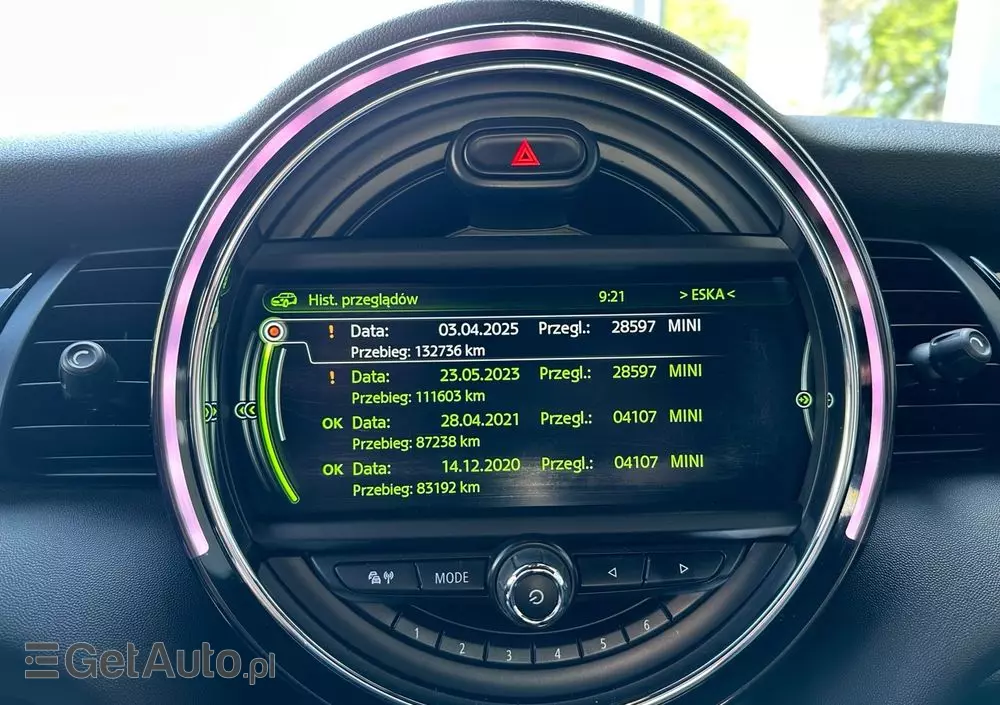 Hist. przeglądów 9:21 > ESKA <
! Data: 03.04.2025 Przegl.: 28597 MINI
Przebieg: 132736 km
! Data: 23.05.2023 Przegl.: 28597 MINI
Przebieg: 111603 km
OK Data: 28.04.2021 Przegl.: 04107 MINI
Przebieg: 87238 km
OK Data: 14.12.2020 Przegl.: 04107 MINI
Przebieg: 83192 km
MODE
1 2 3 4 5 6
GetAuto.pl